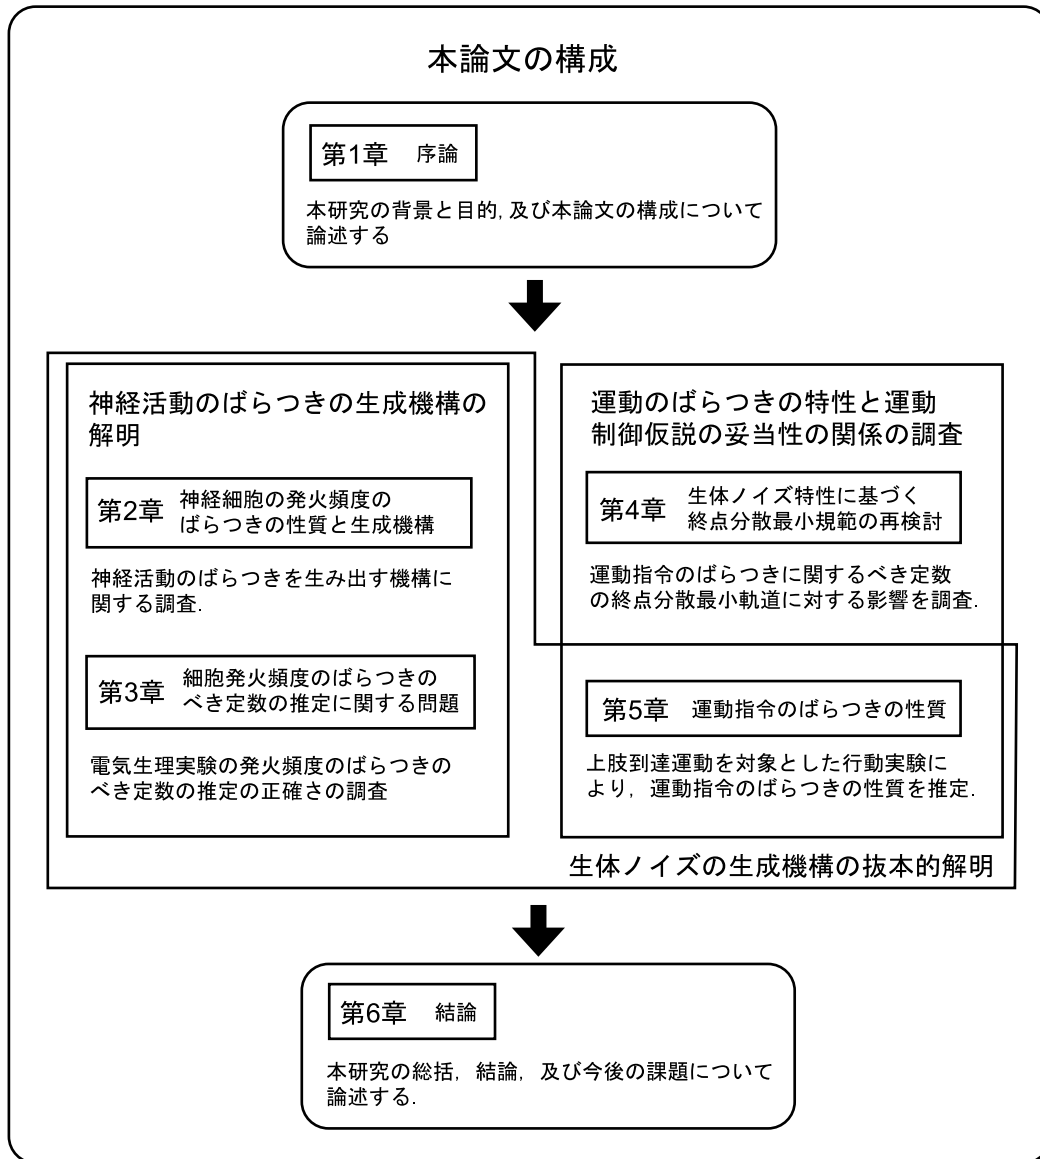 本論文の構成
第1章 序論
本研究の背景と目的, 及び本論文の構成について
論述する
神経活動のばらつきの生成機構の
解明
第2章 神経細胞の発火頻度の
ばらつきの性質と生成機構
神経活動のばらつきを生み出す機構に
関する調査.
第3章 細胞発火頻度のばらつきの
べき定数の推定に関する問題
電気生理実験の発火頻度のばらつきの
べき定数の推定の正確さの調査
運動のばらつきの特性と運動
制御仮説の妥当性の関係の調査
第4章 生体ノイズ特性に基づく
終点分散最小規範の再検討
運動指令のばらつきに関するべき定数
の終点分散最小軌道に対する影響を調査.
第5章 運動指令のばらつきの性質
上肢到達運動を対象とした行動実験に
より, 運動指令のばらつきの性質を推定.
生体ノイズの生成機構の抜本的解明
第6章 結論
本研究の総括, 結論, 及び今後の課題について
論述する.